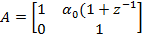 A = [1 α₀(1 + z⁻¹)
0 1]